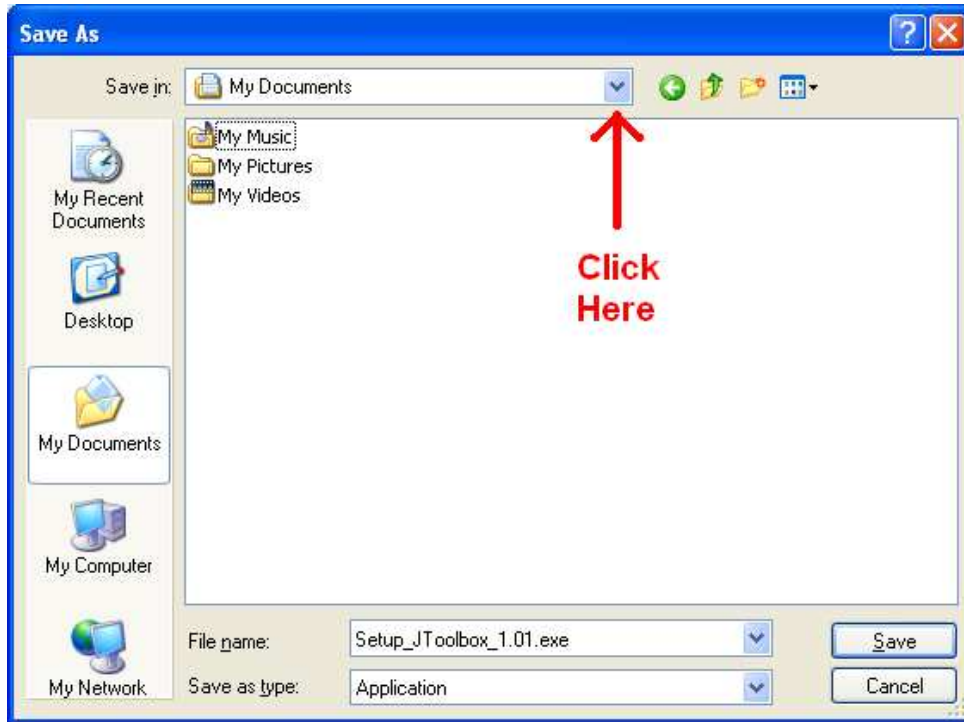 Save As
Save in:
My Documents
My Recent
Documents
Desktop
My Documents
My Computer
My Network
My Music
My Pictures
My Videos
Click
Here
File name:
Setup_JToolbox_1.01.exe
Save
Save as type:
Application
Cancel